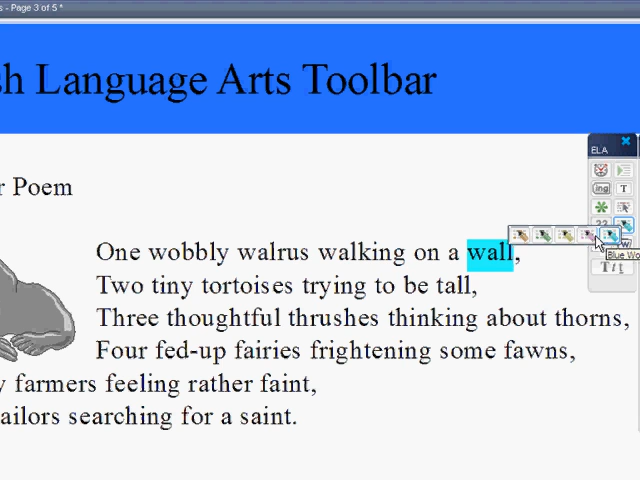 s - Page 3 of 5 *
sh Language Arts Toolbar
ELA
r Poem
ing T
One wobbly walrus walking on a wall,
Blue Wo
Two tiny tortoises trying to be tall,
T t t
Three thoughtful thrushes thinking about thorns,
Four fed-up fairies frightening some fawns,
y farmers feeling rather faint,
ailors searching for a saint.